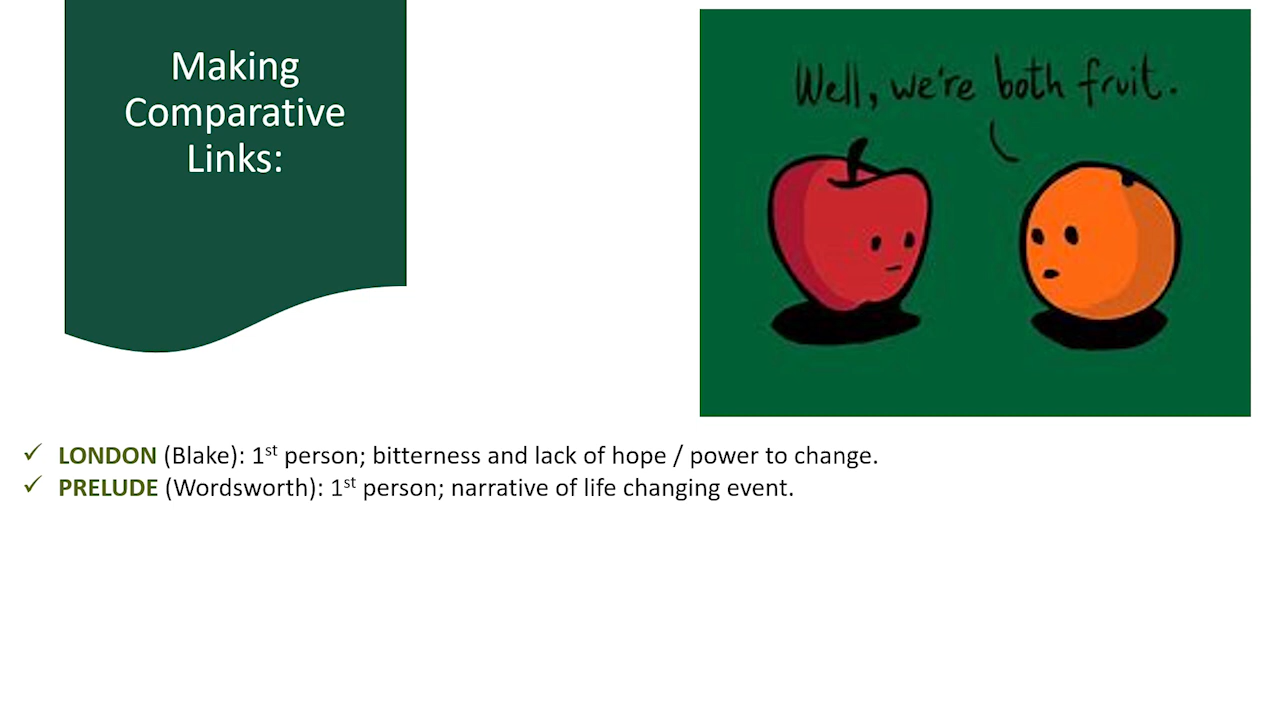 Making
Comparative
Links:
Well, we're both fruit.
✓ LONDON (Blake): 1st person; bitterness and lack of hope / power to change.
✓ PRELUDE (Wordsworth): 1st person; narrative of life changing event.